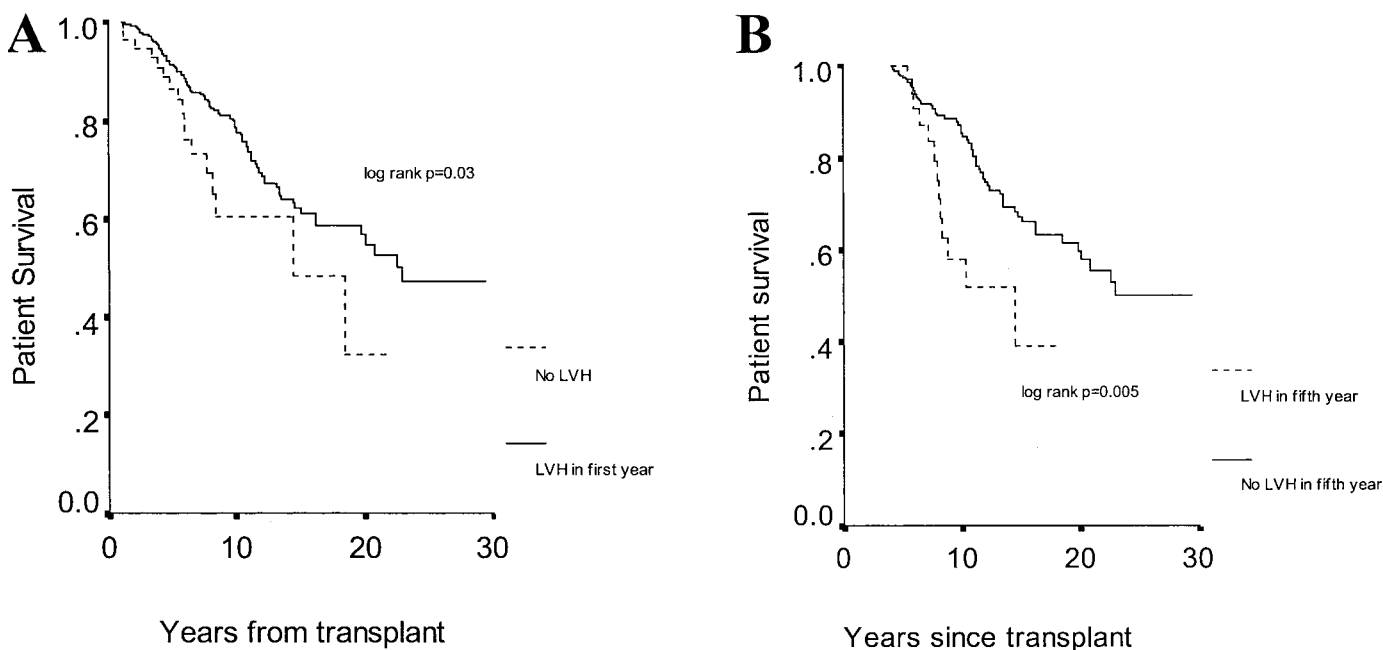 A
1.0
.8
.6
.4
.2
0.0
Patient Survival
log rank p=0.03
No LVH
LVH in first year
0 10 20 30
Years from transplant
B
1.0
.8
.6
.4
.2
0.0
Patient survival
log rank p=0.005
LVH in fifth year
No LVH in fifth year
0 10 20 30
Years since transplant